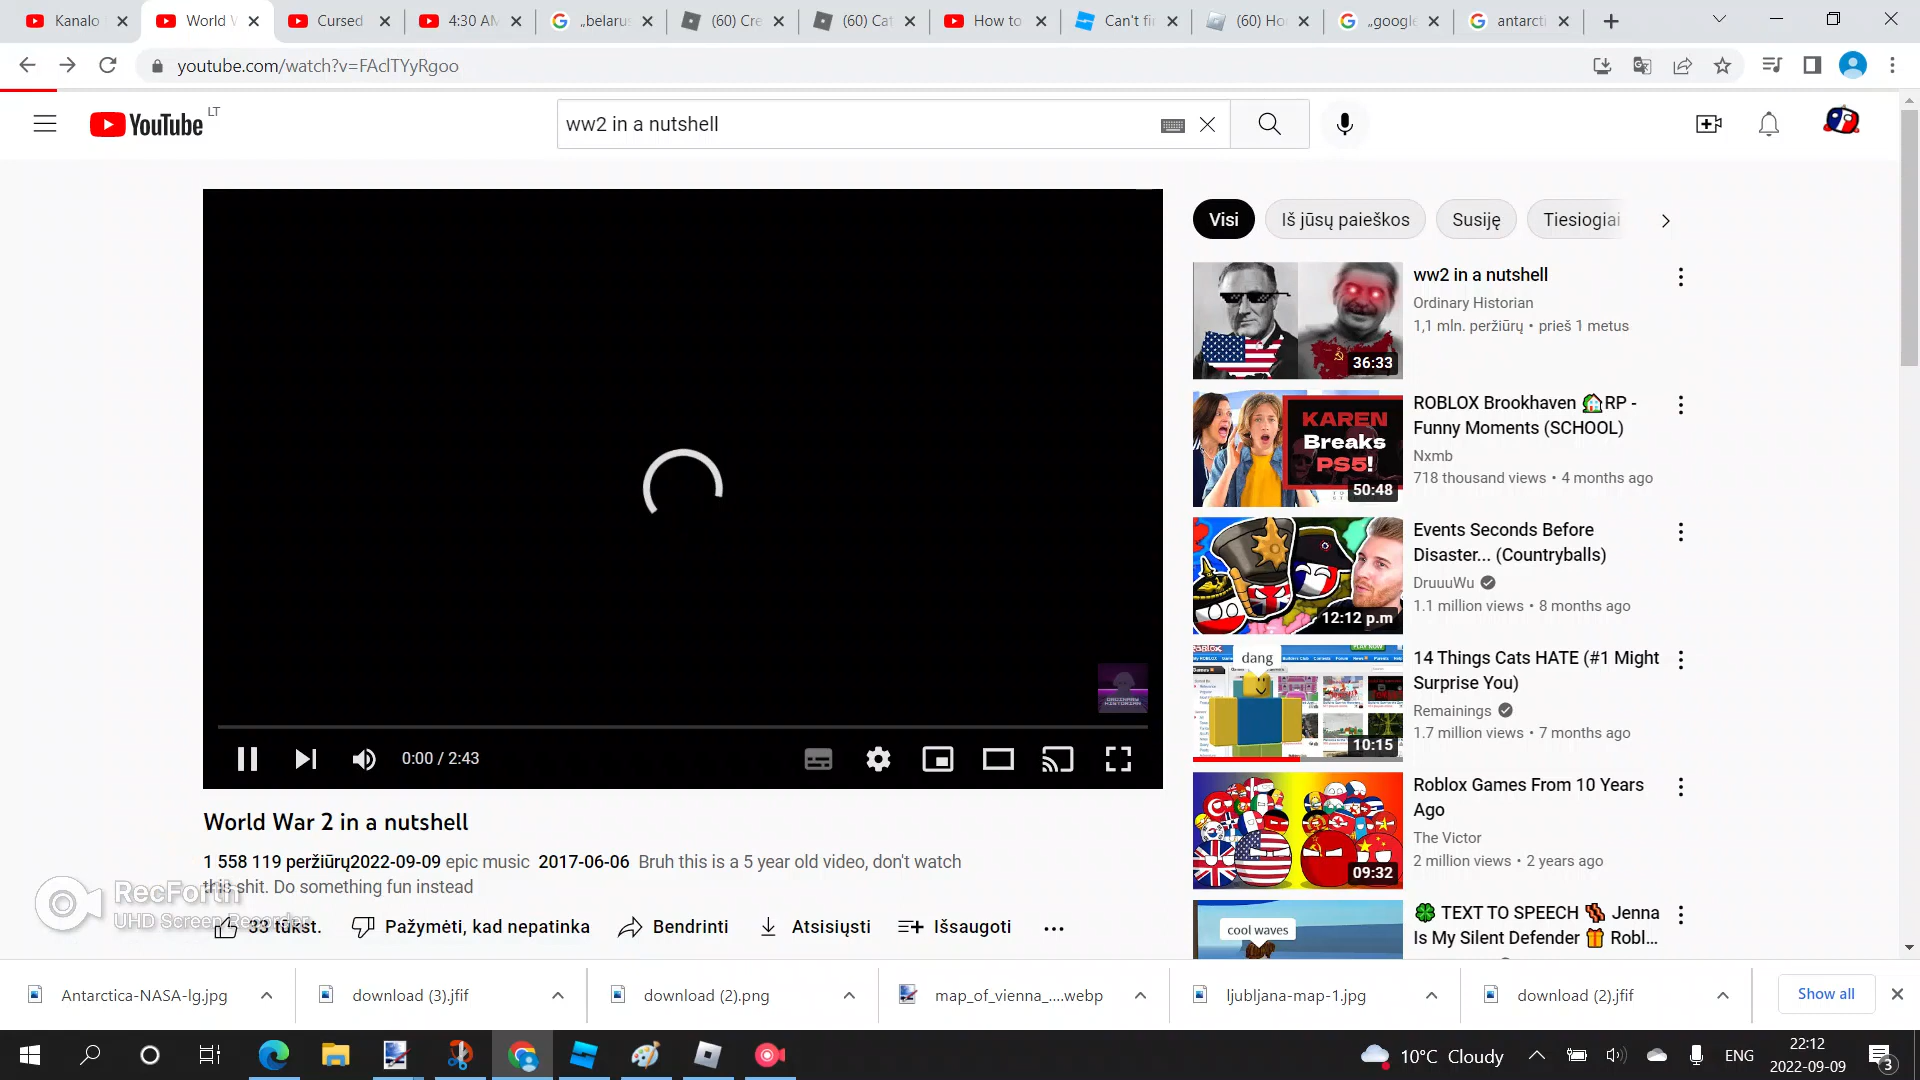 Kanalo
World W
Cursed
4:30 AM
„belarus
(60) Cre
(60) Cat
How to
Can't fin
(60) Ho
„google
antarcti
youtube.com/watch?v=FAclTYyRgoo
YouTube LT
ww2 in a nutshell
Visi
Iš jūsų paieškos
Susiję
Tiesiogiai
ww2 in a nutshell
Ordinary Historian
1,1 mln. peržiūrų • prieš 1 metus
36:33
KAREN
Breaks
PS5!
50:48
ROBLOX Brookhaven 🏠RP -
Funny Moments (SCHOOL)
Nxmb
718 thousand views • 4 months ago
12:12 p.m
Events Seconds Before
Disaster... (Countryballs)
DruuuWu
1.1 million views • 8 months ago
dang
10:15
14 Things Cats HATE (#1 Might
Surprise You)
Remainings
1.7 million views • 7 months ago
09:32
Roblox Games From 10 Years
Ago
The Victor
2 million views • 2 years ago
cool waves
🍀 TEXT TO SPEECH 🥓 Jenna
Is My Silent Defender 🎁 Robl...
ORDINARY
HISTORIAN
0:00 / 2:43
World War 2 in a nutshell
1 558 119 peržiūrų2022-09-09 epic music 2017-06-06 Bruh this is a 5 year old video, don't watch
this shit. Do something fun instead
RecForth
UHD Screen Recorder
33 tūkst.
Pažymėti, kad nepatinka
Bendrinti
Atsisiųsti
Išsaugoti
Antarctica-NASA-lg.jpg
download (3).jfif
download (2).png
map_of_vienna_....webp
ljubljana-map-1.jpg
download (2).jfif
Show all
10°C Cloudy
ENG
22:12
2022-09-09
3